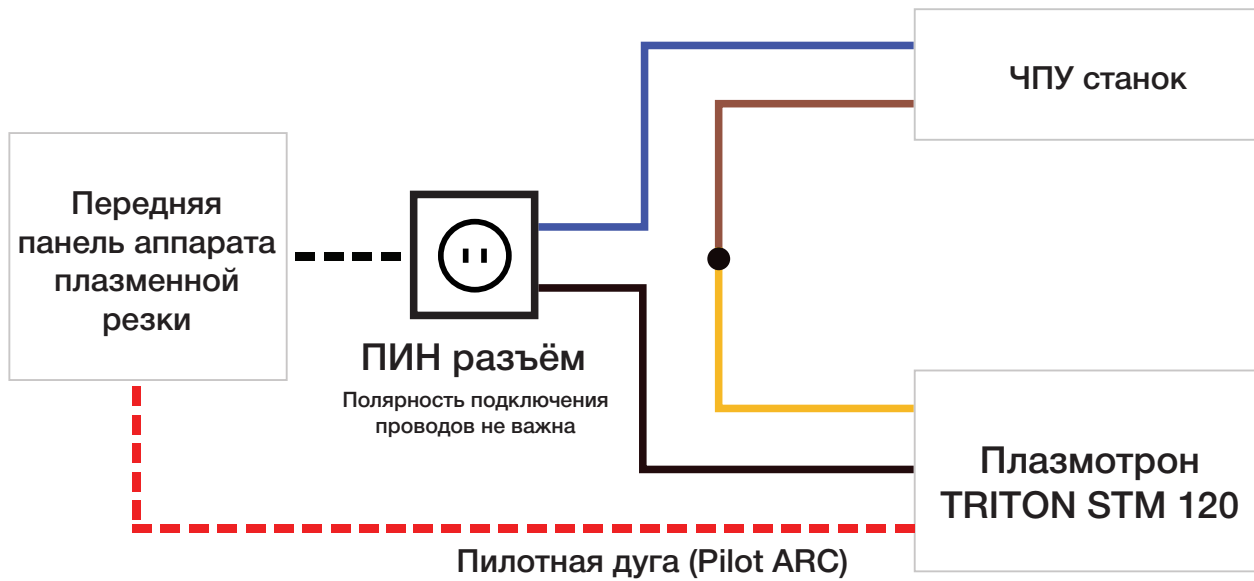 ЧПУ станок
Передняя
панель аппарата
плазменной
резки
ПИН разъём
Полярность подключения
проводов не важна
Плазмотрон
TRITON STM 120
Пилотная дуга (Pilot ARC)